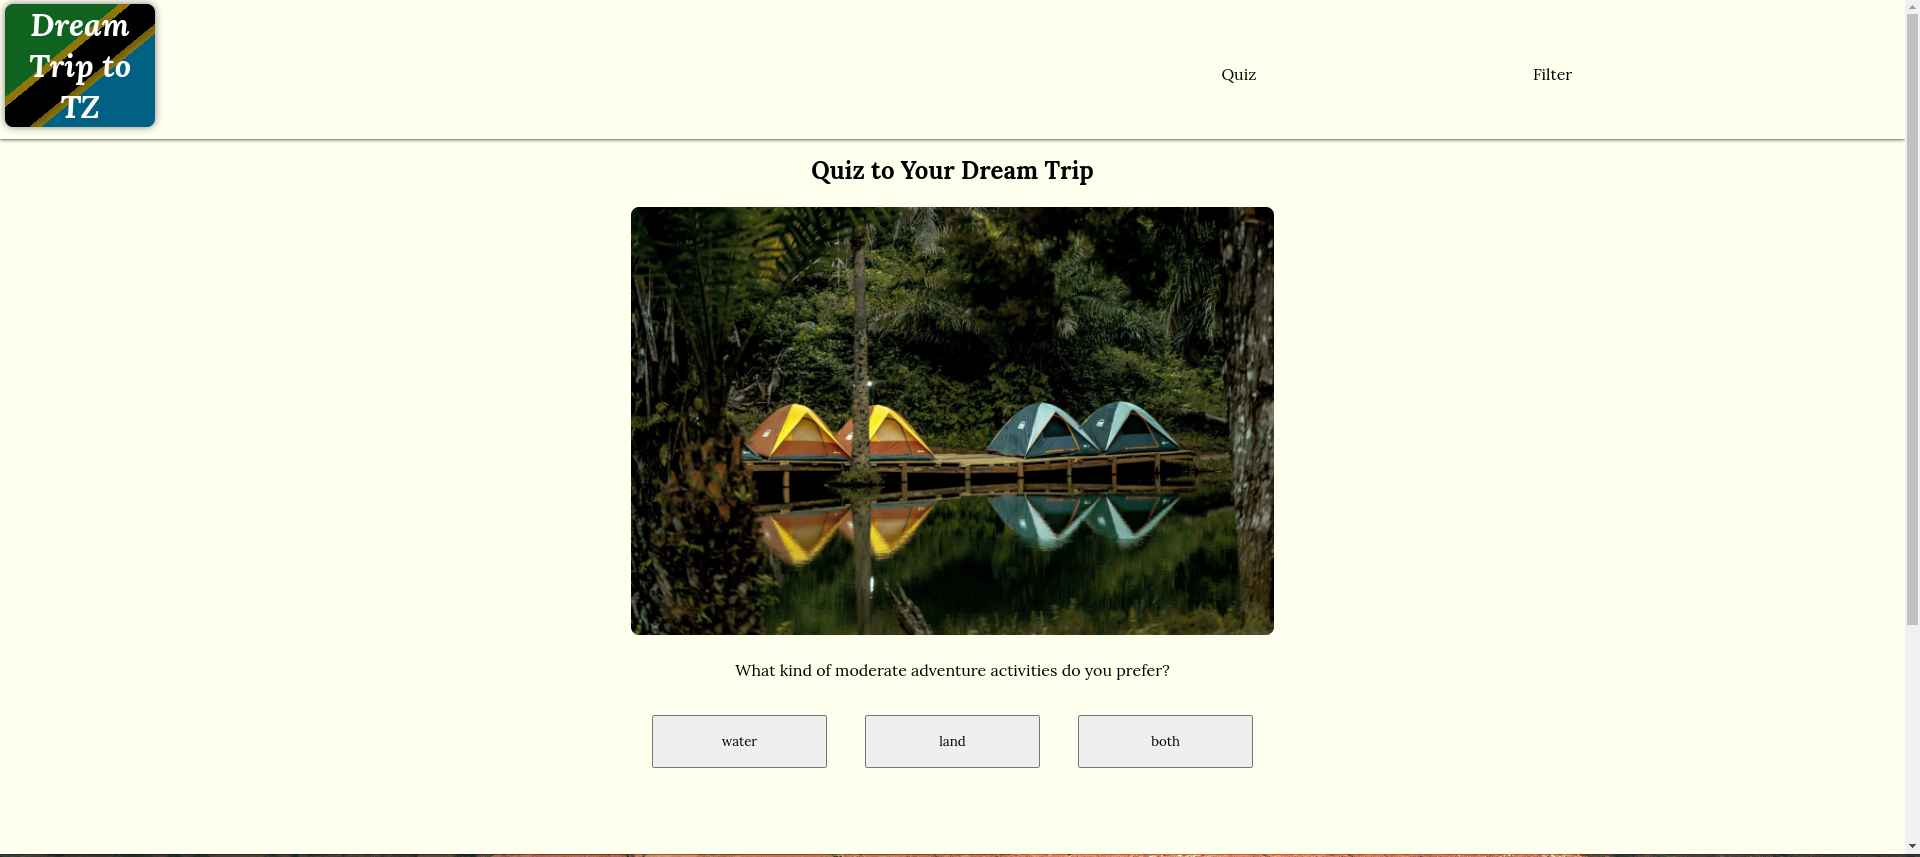 Dream
Trip to
TZ
Quiz
Filter
Quiz to Your Dream Trip
What kind of moderate adventure activities do you prefer?
water
land
both